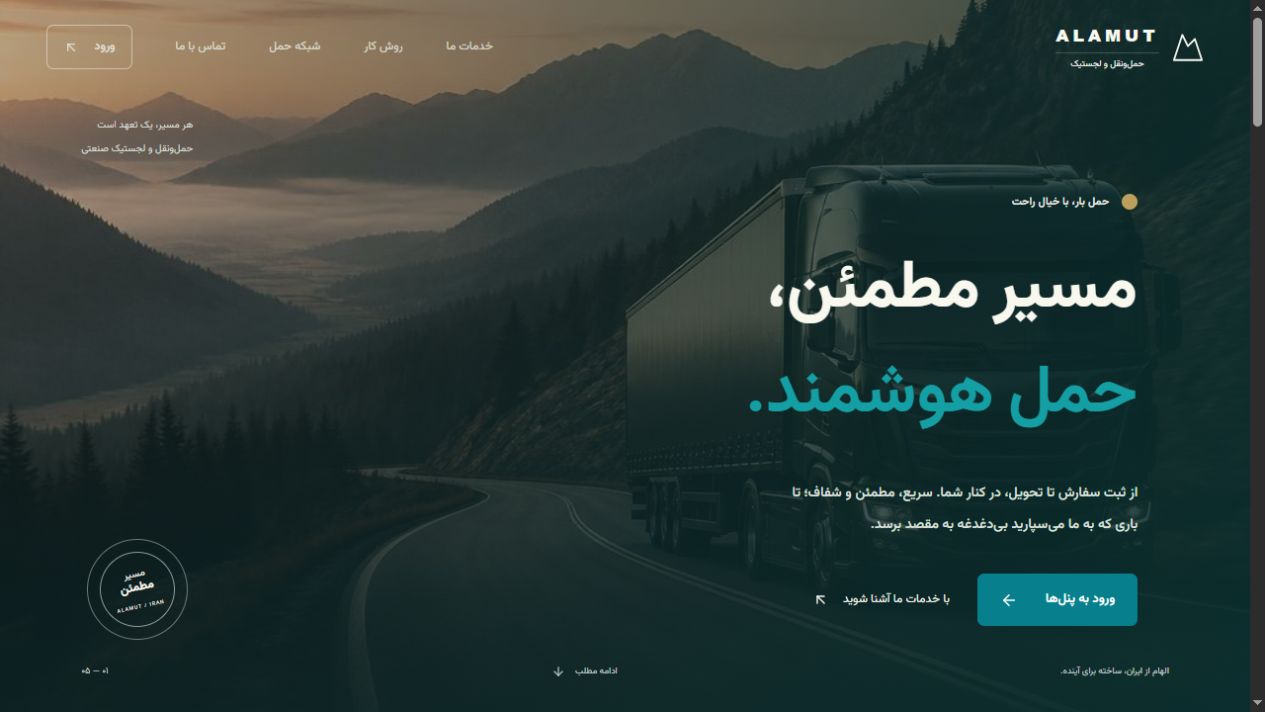 ALAMUT
حمل‌ونقل و لجستیک
خدمات ما
روش کار
شبکه حمل
تماس با ما
ورود
هر مسیر، یک تعهد است
حمل‌ونقل و لجستیک صنعتی
حمل بار، با خیال راحت
مسیر مطمئن،
حمل هوشمند.
از ثبت سفارش تا تحویل، در کنار شما. سریع، مطمئن و شفاف؛ تا
باری که به ما می‌سپارید بی‌دغدغه به مقصد برسد.
ورود به پنل‌ها
با خدمات ما آشنا شوید
مسیر
مطمئن
ALAMUT / IRAN
الهام از ایران، ساخته برای آینده.
ادامه مطلب
۰۱ — ۰۵